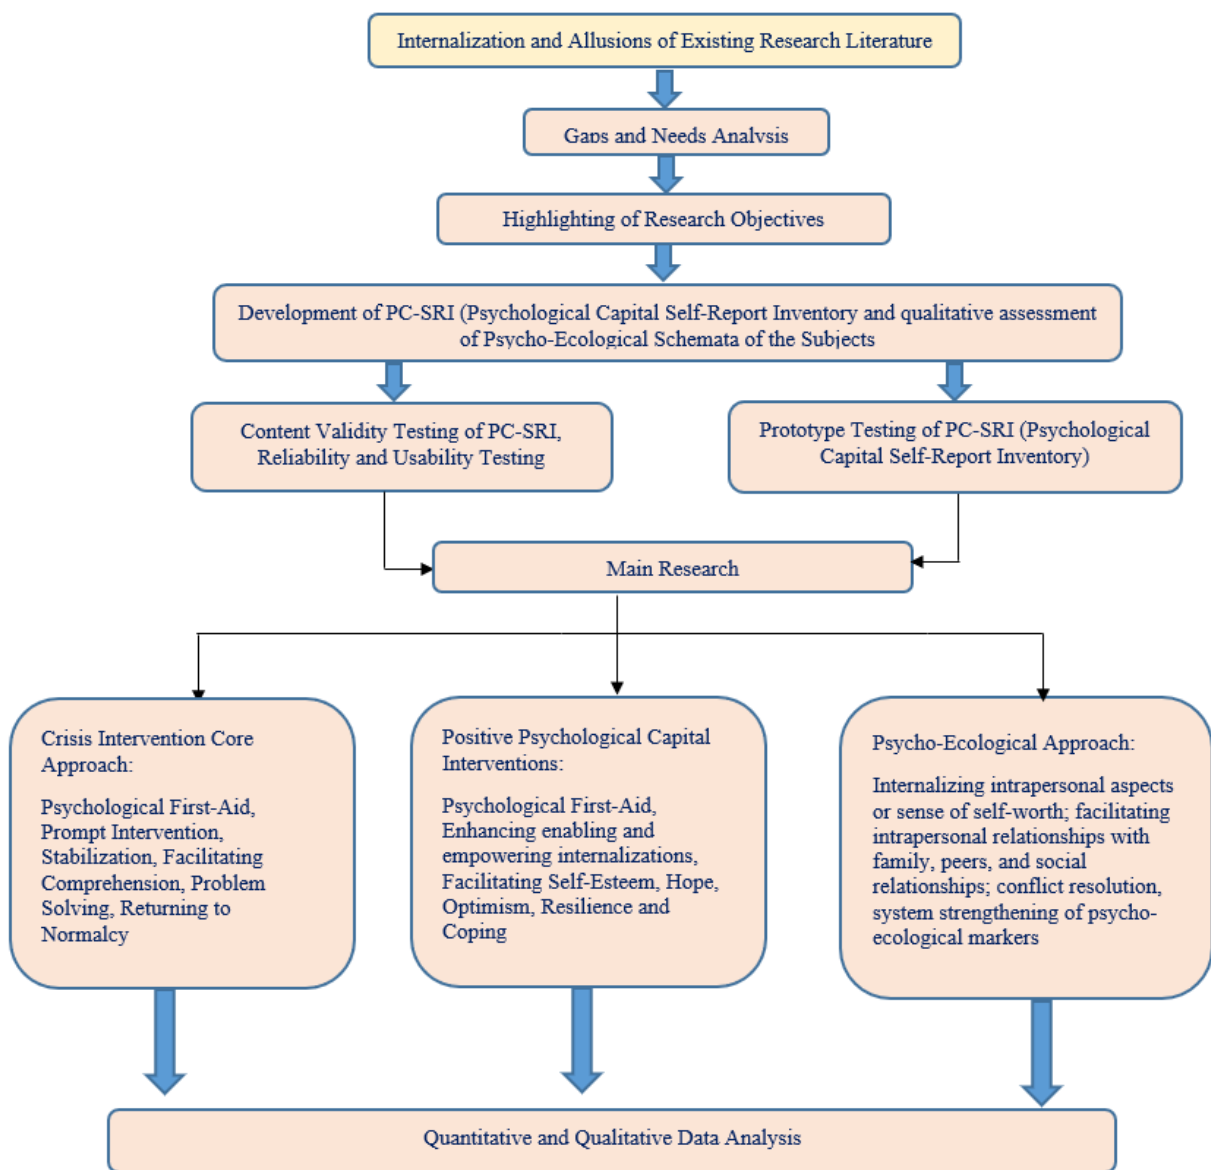 Internalization and Allusions of Existing Research Literature
Gaps and Needs Analysis
Highlighting of Research Objectives
Development of PC-SRI (Psychological Capital Self-Report Inventory and qualitative assessment
of Psycho-Ecological Schemata of the Subjects
Content Validity Testing of PC-SRI,
Reliability and Usability Testing
Prototype Testing of PC-SRI (Psychological
Capital Self-Report Inventory)
Main Research
Crisis Intervention Core
Approach:
Psychological First-Aid,
Prompt Intervention,
Stabilization, Facilitating
Comprehension, Problem
Solving, Returning to
Normalcy
Positive Psychological Capital
Interventions:
Psychological First-Aid,
Enhancing enabling and
empowering internalizations,
Facilitating Self-Esteem, Hope,
Optimism, Resilience and
Coping
Psycho-Ecological Approach:
Internalizing intrapersonal aspects
or sense of self-worth; facilitating
intrapersonal relationships with
family, peers, and social
relationships; conflict resolution,
system strengthening of psycho-
ecological markers
Quantitative and Qualitative Data Analysis